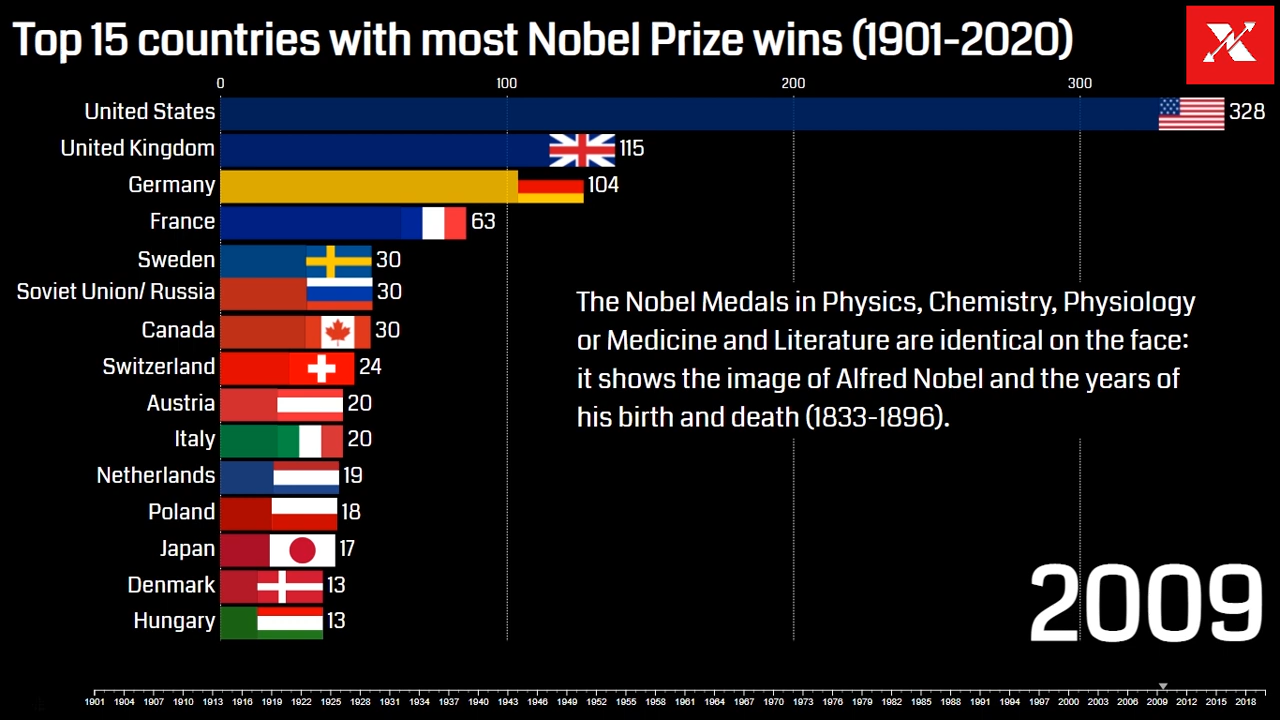 Top 15 countries with most Nobel Prize wins (1901-2020)
0 100 200 300
United States 328
United Kingdom 115
Germany 104
France 63
Sweden 30
Soviet Union/ Russia 30
Canada 30
Switzerland 24
Austria 20
Italy 20
Netherlands 19
Poland 18
Japan 17
Denmark 13
Hungary 13
The Nobel Medals in Physics, Chemistry, Physiology
or Medicine and Literature are identical on the face:
it shows the image of Alfred Nobel and the years of
his birth and death (1833-1896).
2009
1901 1904 1907 1910 1913 1916 1919 1922 1925 1928 1931 1934 1937 1940 1943 1946 1949 1952 1955 1958 1961 1964 1967 1970 1973 1976 1979 1982 1985 1988 1991 1994 1997 2000 2003 2006 2009 2012 2015 2018